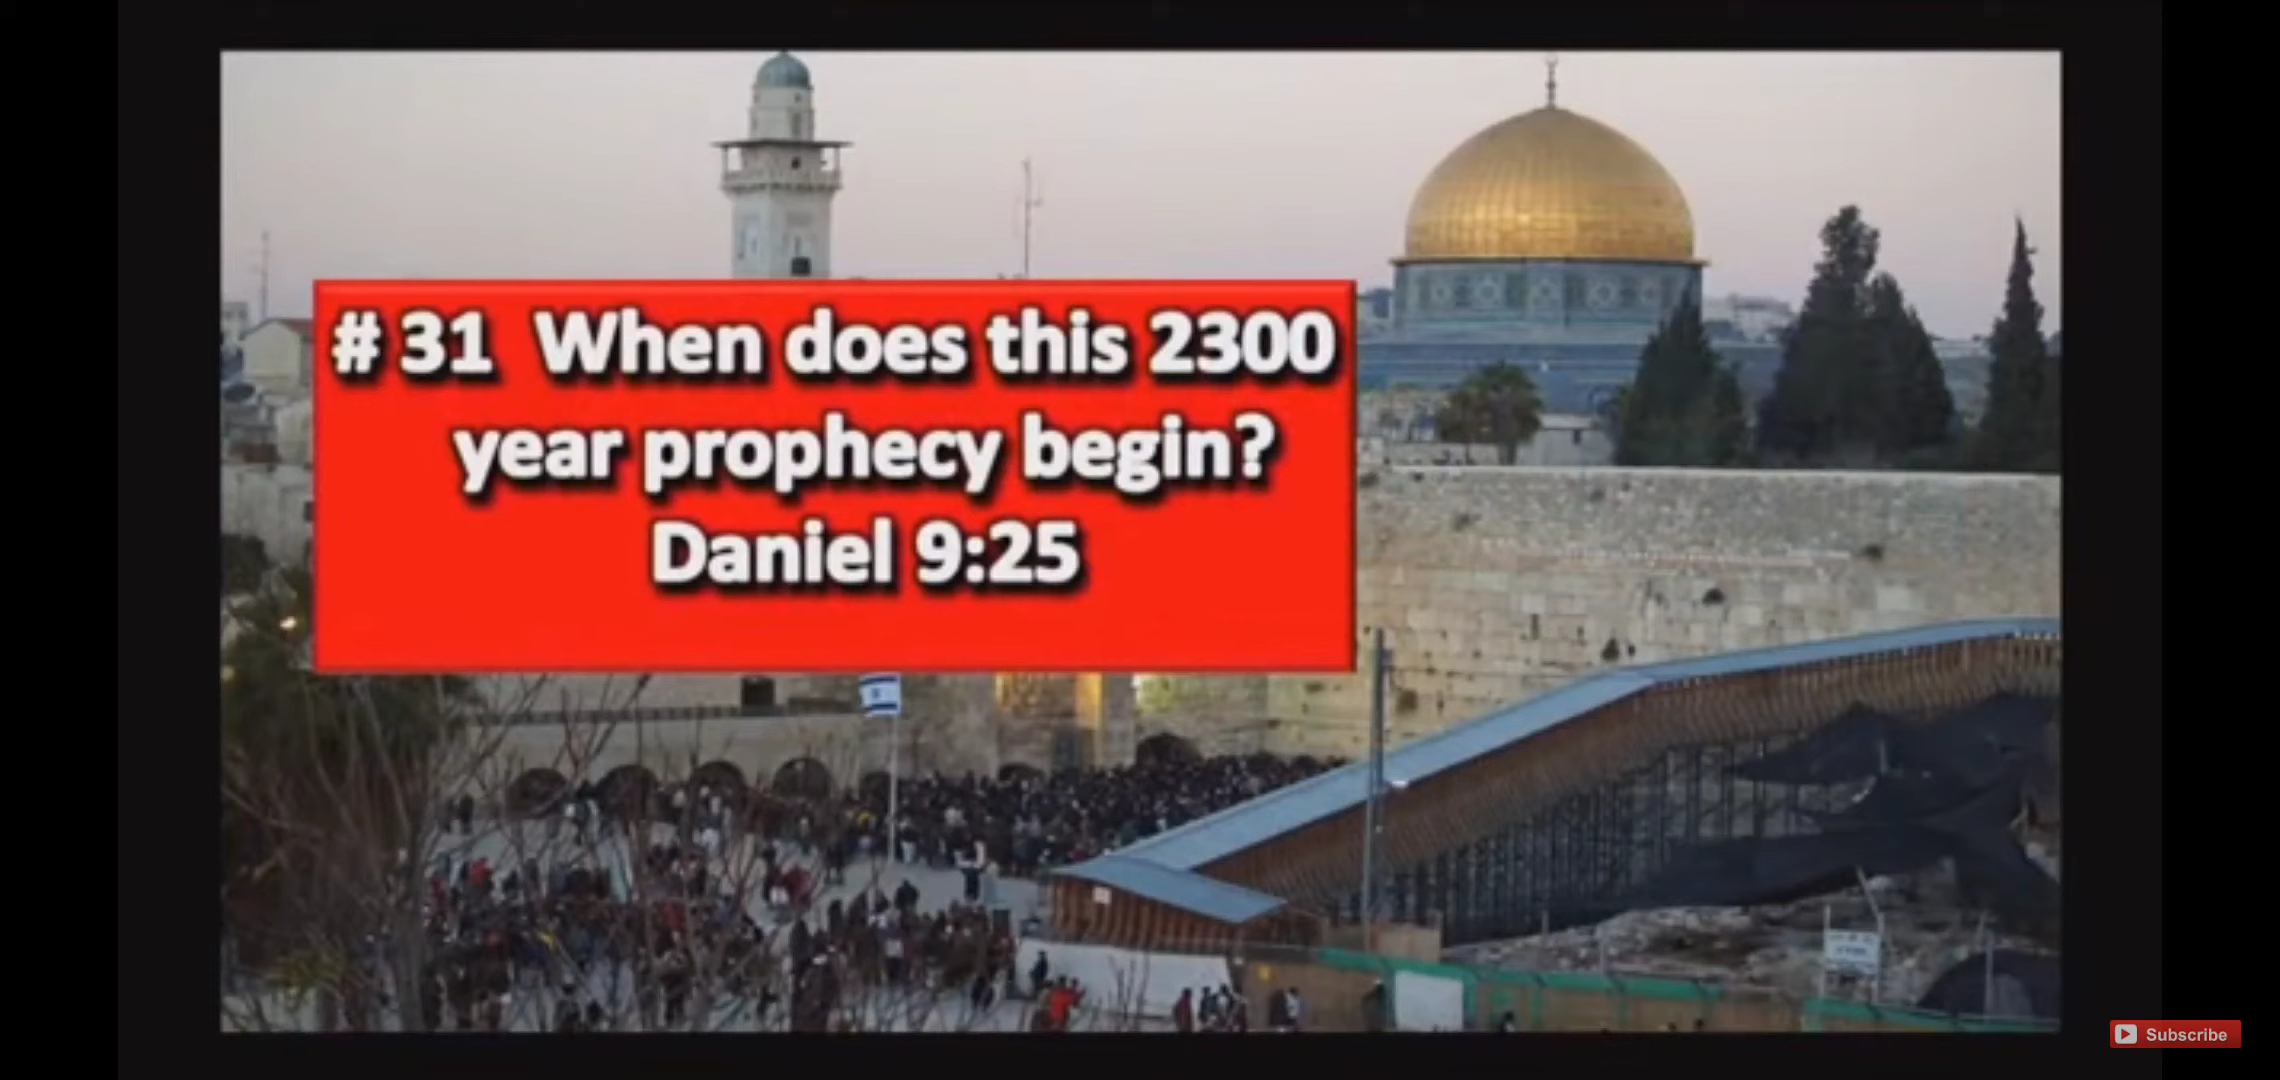 # 31 When does this 2300
year prophecy begin?
Daniel 9:25
Subscribe